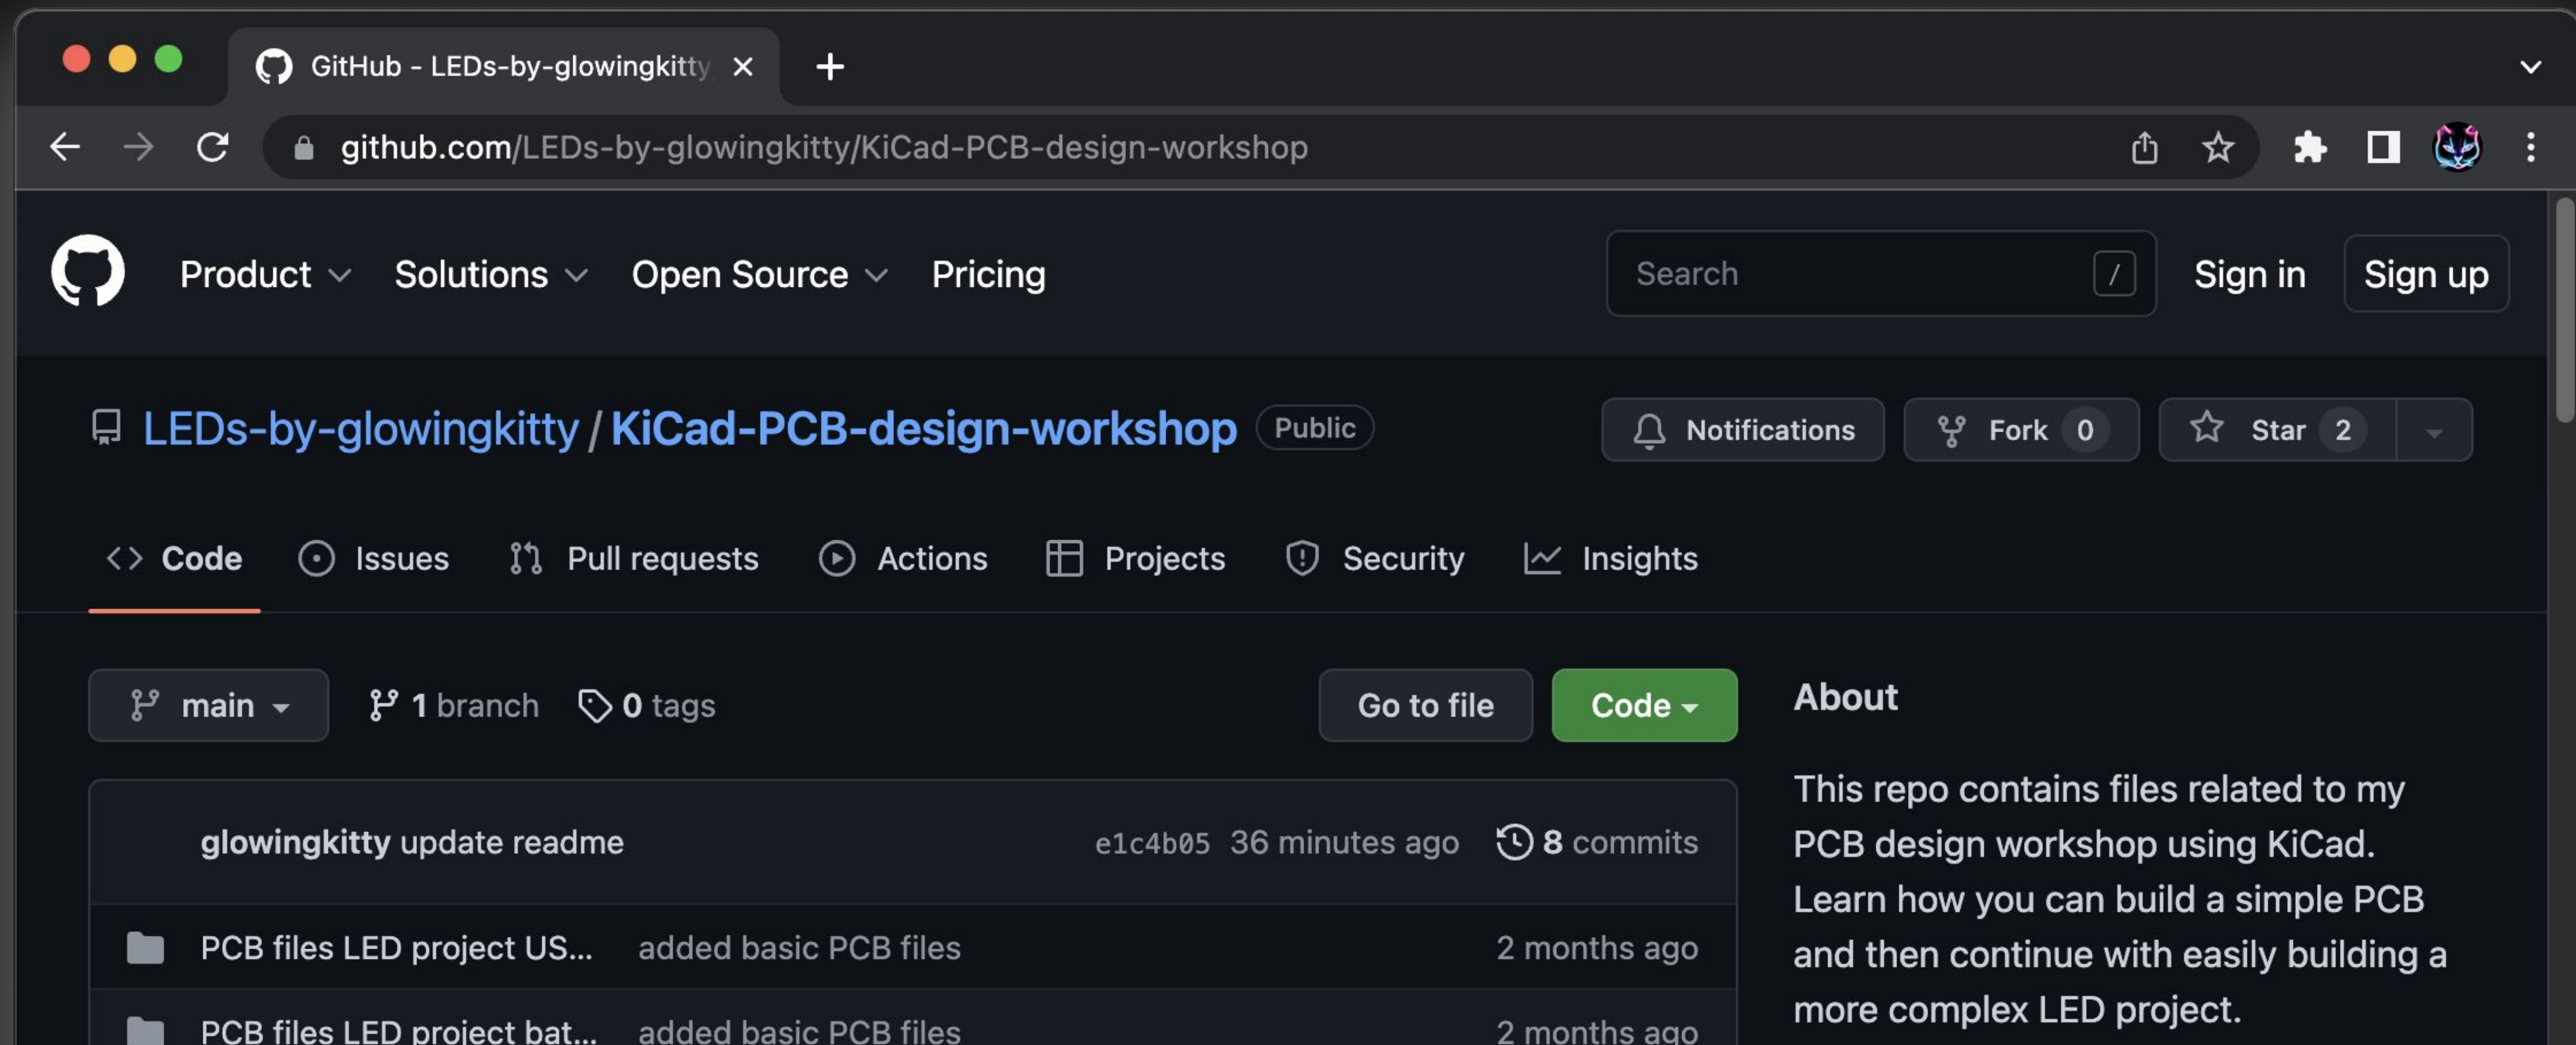 GitHub - LEDs-by-glowingkitty
github.com/LEDs-by-glowingkitty/KiCad-PCB-design-workshop
Product Solutions Open Source Pricing Search / Sign in Sign up
LEDs-by-glowingkitty / KiCad-PCB-design-workshop Public Notifications Fork 0 Star 2
Code Issues Pull requests Actions Projects Security Insights
main 1 branch 0 tags Go to file Code
About
glowingkitty update readme e1c4b05 36 minutes ago 8 commits
PCB files LED project US... added basic PCB files 2 months ago
PCB files LED project bat... added basic PCB files 2 months ago
This repo contains files related to my
PCB design workshop using KiCad.
Learn how you can build a simple PCB
and then continue with easily building a
more complex LED project.